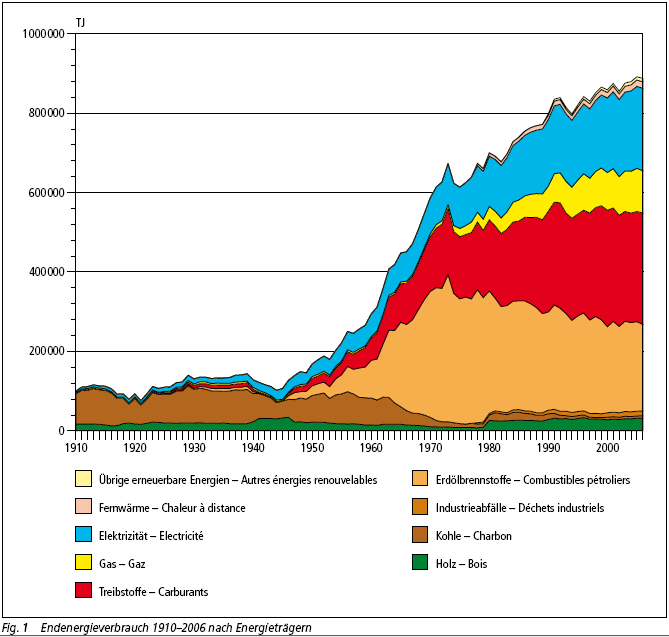 TJ
1000000
800000
600000
400000
200000
0
1910 1920 1930 1940 1950 1960 1970 1980 1990 2000
Übrige erneuerbare Energien – Autres énergies renouvelables
Fernwärme – Chaleur à distance
Elektrizität – Electricité
Gas – Gaz
Treibstoffe – Carburants
Erdölbrennstoffe – Combustibles pétroliers
Industrieabfälle – Déchets industriels
Kohle – Charbon
Holz – Bois
Fig. 1 Endenergieverbrauch 1910–2006 nach Energieträgern